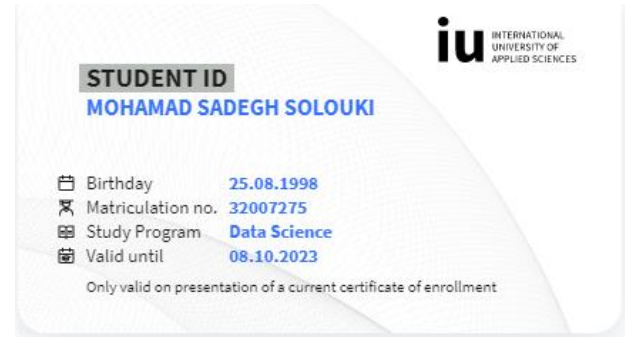 iu INTERNATIONAL
UNIVERSITY OF
APPLIED SCIENCES
STUDENT ID
MOHAMAD SADEGH SOLOUKI
Birthday 25.08.1998
Matriculation no. 32007275
Study Program Data Science
Valid until 08.10.2023
Only valid on presentation of a current certificate of enrollment